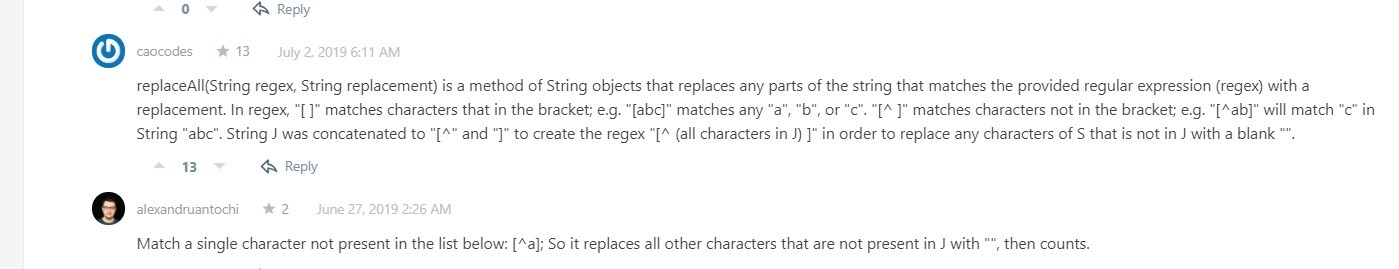 0 Reply
caocodes 13 July 2, 2019 6:11 AM
replaceAll(String regex, String replacement) is a method of String objects that replaces any parts of the string that matches the provided regular expression (regex) with a
replacement. In regex, "[ ]" matches characters that in the bracket; e.g. "[abc]" matches any "a", "b", or "c". "[^ ]" matches characters not in the bracket; e.g. "[^ab]" will match "c" in
String "abc". String J was concatenated to "[^" and "]" to create the regex "[^ (all characters in J) ]" in order to replace any characters of S that is not in J with a blank "".
13 Reply
alexandruantochi 2 June 27, 2019 2:26 AM
Match a single character not present in the list below: [^a]; So it replaces all other characters that are not present in J with "", then counts.